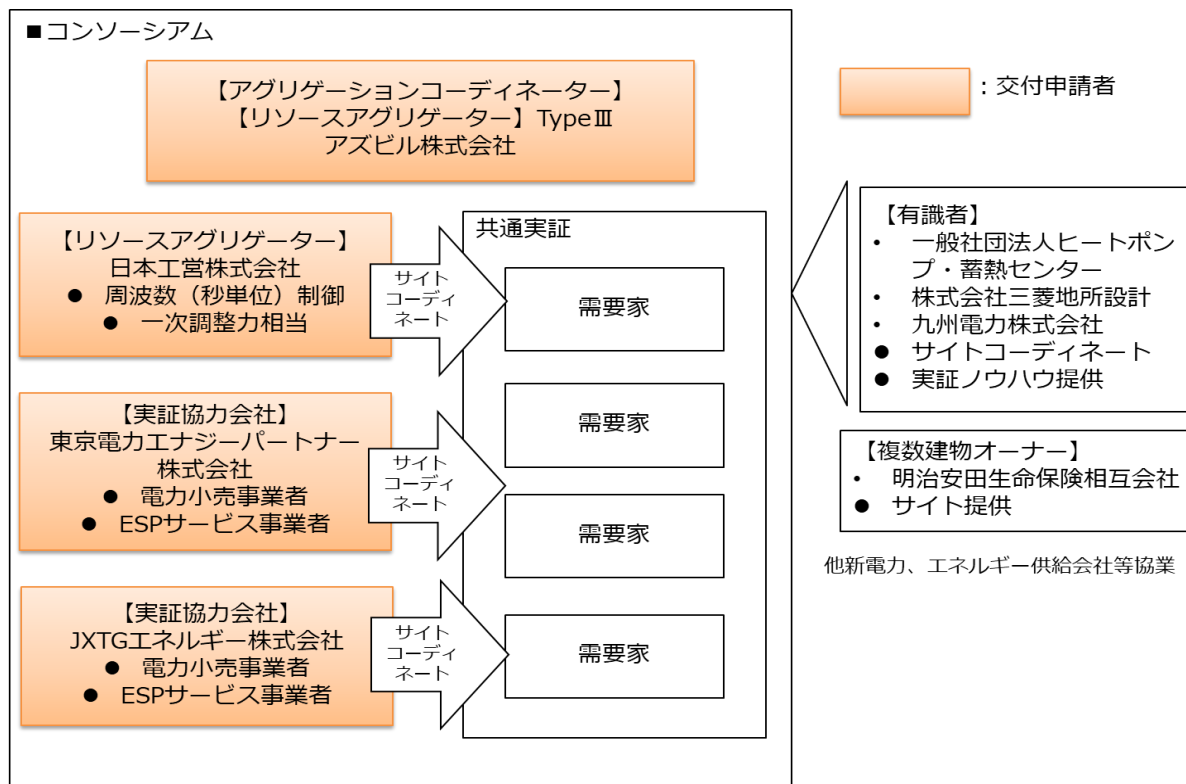 ■コンソーシアム
【アグリゲーションコーディネーター】
【リソースアグリゲーター】TypeⅢ
アズビル株式会社
：交付申請者
【リソースアグリゲーター】
日本工営株式会社
● 周波数（秒単位）制御
● 一次調整力相当
サイト
コーディ
ネート
共通実証
需要家
【実証協力会社】
東京電力エナジーパートナー
株式会社
● 電力小売事業者
● ESPサービス事業者
サイト
コーディ
ネート
需要家
需要家
【実証協力会社】
JXTGエネルギー株式会社
● 電力小売事業者
● ESPサービス事業者
サイト
コーディ
ネート
需要家
【有識者】
・ 一般社団法人ヒートポン
プ・蓄熱センター
・ 株式会社三菱地所設計
・ 九州電力株式会社
● サイトコーディネート
● 実証ノウハウ提供
【複数建物オーナー】
・ 明治安田生命保険相互会社
● サイト提供
他新電力、エネルギー供給会社等協業